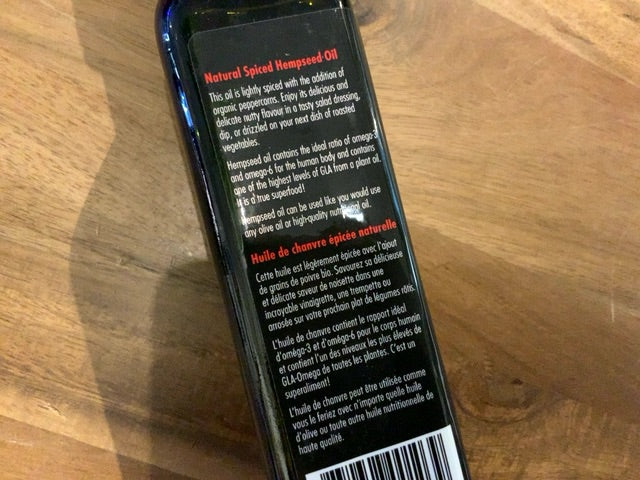 Natural Spiced Hempseed Oil
This oil is lightly spiced with the addition of
organic peppercorns. Enjoy its delicious and
delicate nutty flavour in a tasty salad dressing,
dip, or drizzled on your next dish of roasted
vegetables.
Hempseed oil contains the ideal ratio of omega-3
and omega-6 for the human body and contains
one of the highest levels of GLA from a plant oil.
It is a true superfood!
Hempseed oil can be used like you would use
any olive oil or high-quality nutritional oil.
Huile de chanvre épicée naturelle
Cette huile est légèrement épicée avec l'ajout
de grains de poivre bio. Savourez sa délicieuse
et délicate saveur de noisette dans une
incroyable vinaigrette, une trempette ou
arrosée sur votre prochain plat de légumes rôtis.
L'huile de chanvre contient le rapport idéal
d'oméga-3 et d'oméga-6 pour le corps humain
et contient l'un des niveaux les plus élevés de
GLA-Omega de toutes les plantes. C'est un
superaliment!
L'huile de chanvre peut être utilisée comme
vous le feriez avec n'importe quelle huile
d'olive ou toute autre huile nutritionnelle de
haute qualité.